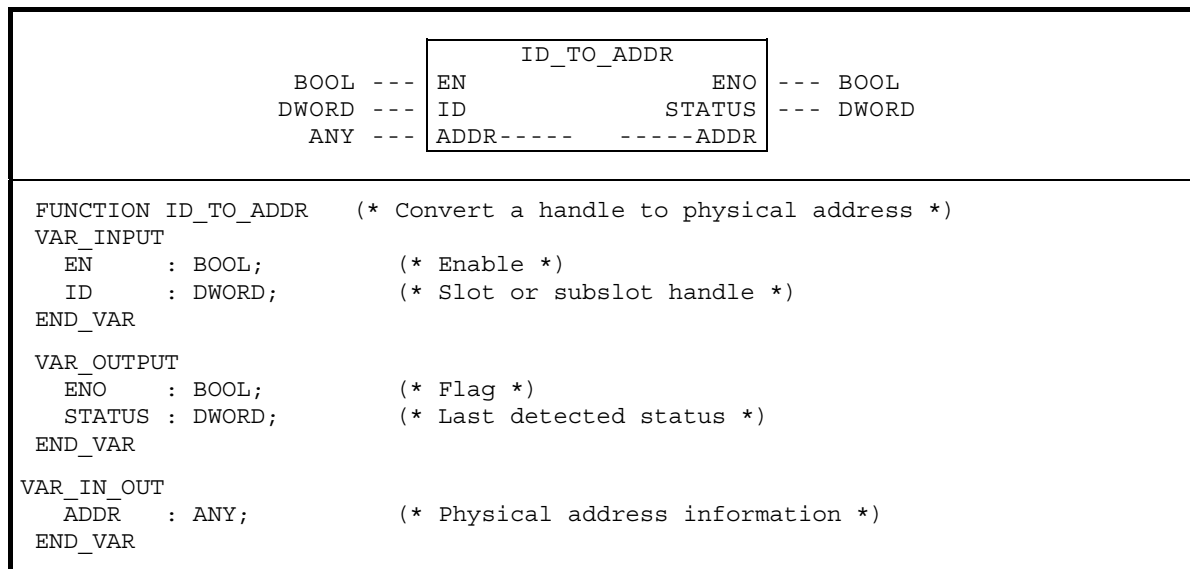 ID_TO_ADDR
BOOL --- EN ENO --- BOOL
DWORD --- ID STATUS --- DWORD
ANY --- ADDR----- -----ADDR
FUNCTION ID_TO_ADDR (* Convert a handle to physical address *)
VAR_INPUT
EN : BOOL; (* Enable *)
ID : DWORD; (* Slot or subslot handle *)
END_VAR
VAR_OUTPUT
ENO : BOOL; (* Flag *)
STATUS : DWORD; (* Last detected status *)
END_VAR
VAR_IN_OUT
ADDR : ANY; (* Physical address information *)
END_VAR